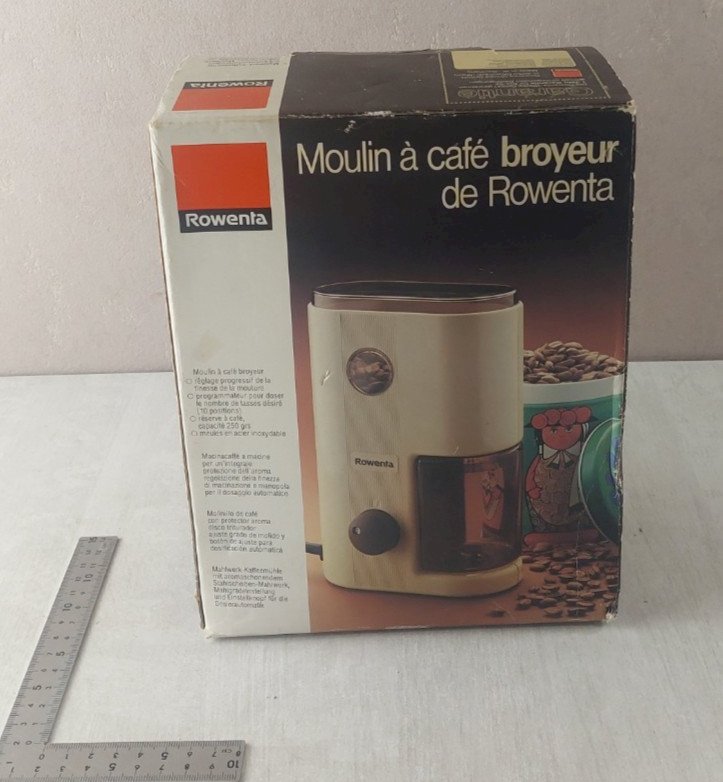 Rowenta
Garantie
Moulin à café broyeur
de Rowenta
Rowenta
Moulin à café broyeur
réglage progressif de la
finesse de la mouture
programmateur pour doser
le nombre de tasses désiré
(10 positions)
réserve à café,
capacité 250 grs
meules en acier inoxydable
Macinacaffè a macine
per un'integrale
protezione dell'aroma
regolazione della finezza
di macinazione e manopola
per il dosaggio automatico
Molinillo de café
con protector aroma
disco triturador
ajuste grado de molido y
botón de ajuste para
dosificación automática
Mahlwerk-Kaffeemühle
mit aromaschonendem
Stahlscheiben-Mahlwerk,
Mahlgradeinstellung
und Einstellknopf für die
Dosierautomatik
Rowenta